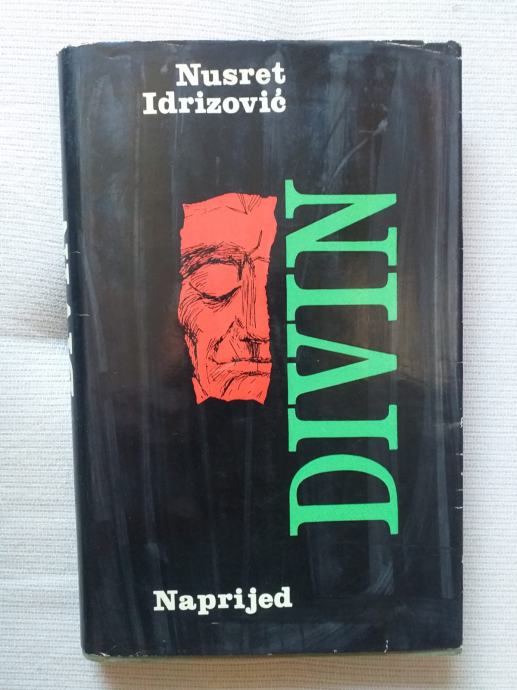 Nusret
Idrizović
DIVIN
Naprijed